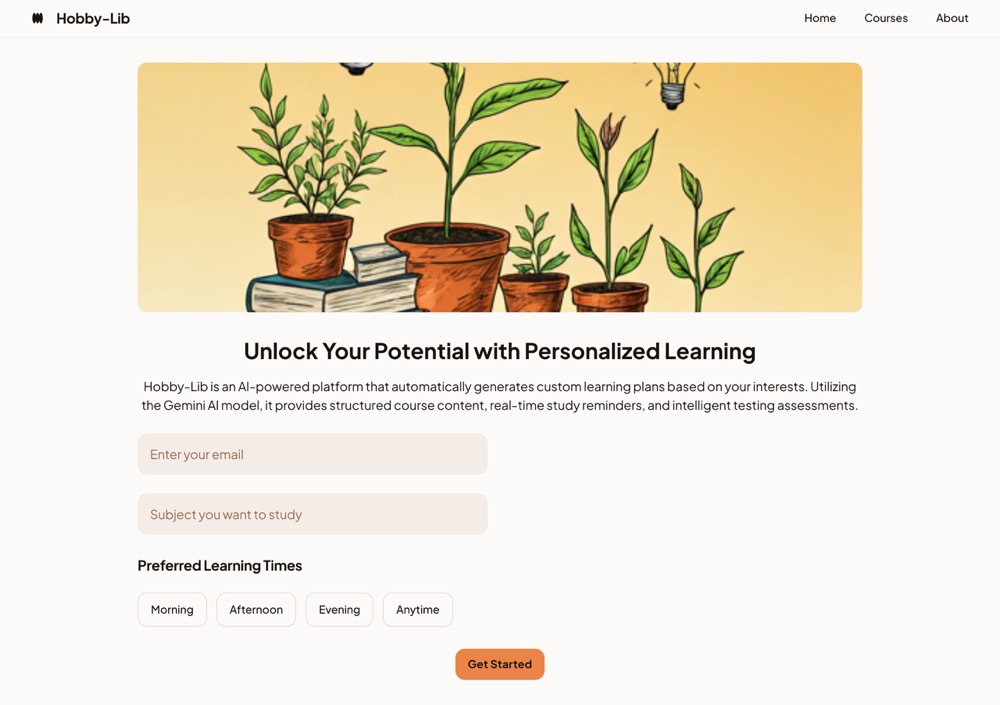 Hobby-Lib
Home
Courses
About
Unlock Your Potential with Personalized Learning
Hobby-Lib is an AI-powered platform that automatically generates custom learning plans based on your interests. Utilizing
the Gemini AI model, it provides structured course content, real-time study reminders, and intelligent testing assessments.
Enter your email
Subject you want to study
Preferred Learning Times
Morning
Afternoon
Evening
Anytime
Get Started